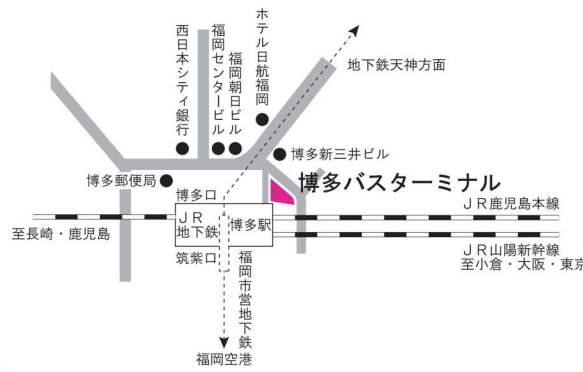 西日本シティ銀行
福岡センタービル
福岡朝日ビル
ホテル日航福岡
地下鉄天神方面
博多新三井ビル
博多郵便局
博多バスターミナル
博多口
JR鹿児島本線
JR
地下鉄
博多駅
至長崎・鹿児島
筑紫口
福岡市営地下鉄
JR山陽新幹線
至小倉・大阪・東京
福岡空港